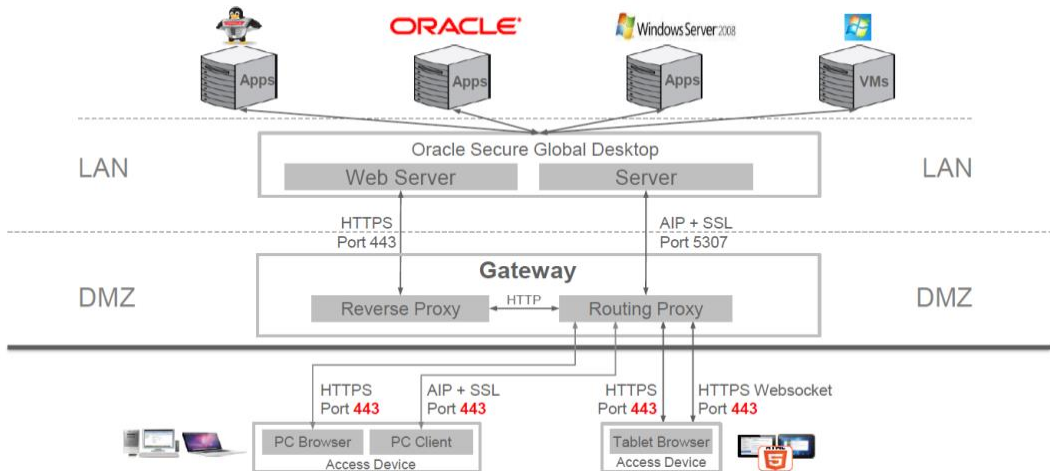 ORACLE
Windows Server 2008
Apps
Apps
Apps
VMs
LAN
Oracle Secure Global Desktop
LAN
Web Server
Server
HTTPS
Port 443
AIP + SSL
Port 5307
DMZ
Gateway
DMZ
Reverse Proxy
HTTP
Routing Proxy
HTTPS
Port 443
AIP + SSL
Port 443
HTTPS
Port 443
HTTPS Websocket
Port 443
PC Browser
PC Client
Access Device
Tablet Browser
Access Device
HTML
5